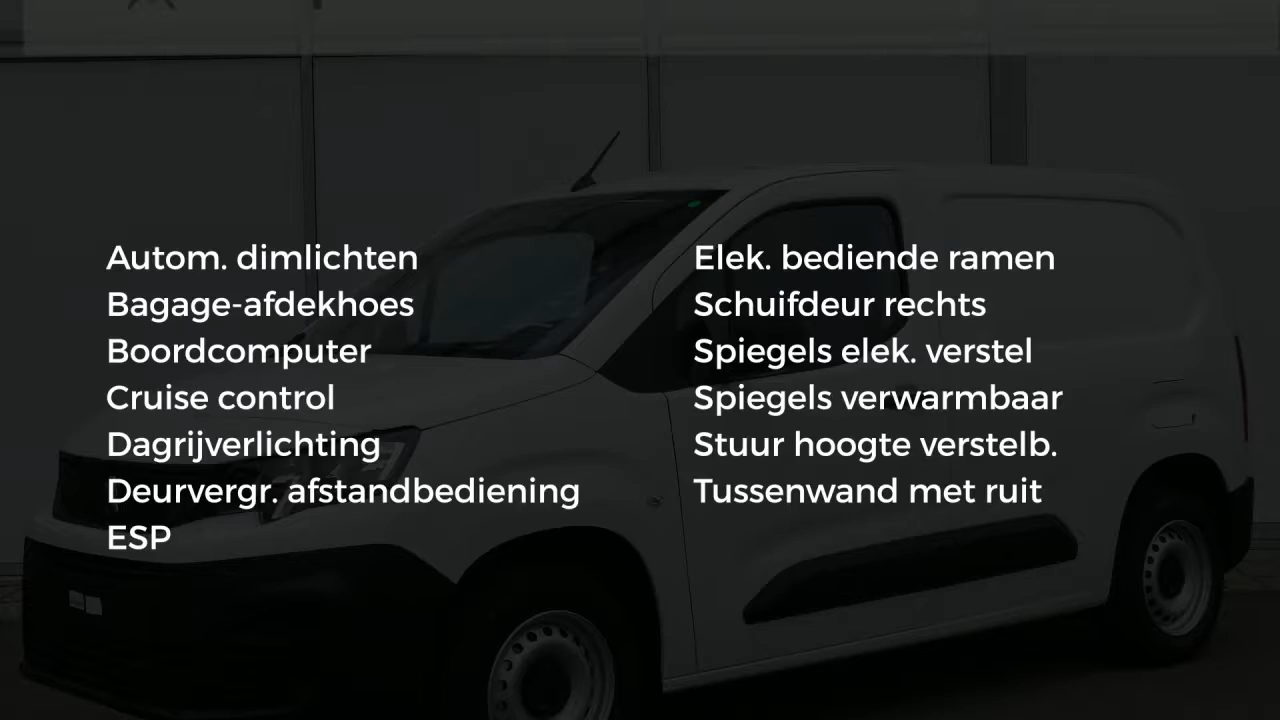 Autom. dimlichten
Bagage-afdekhoes
Boordcomputer
Cruise control
Dagrijverlichting
Deurvergr. afstandbediening
ESP
Elek. bediende ramen
Schuifdeur rechts
Spiegels elek. verstel
Spiegels verwarmbaar
Stuur hoogte verstelb.
Tussenwand met ruit